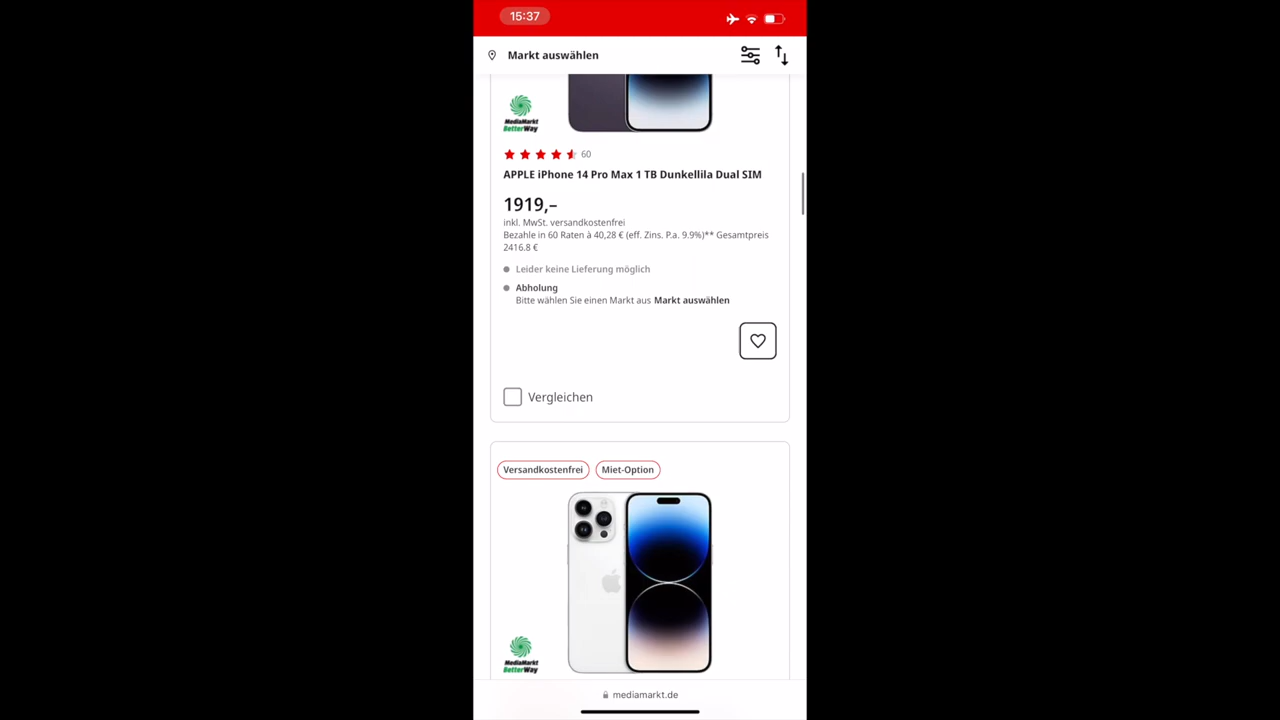 15:37
Markt auswählen
MediaMarkt
BetterWay
60
APPLE iPhone 14 Pro Max 1 TB Dunkellila Dual SIM
1919,–
inkl. MwSt. versandkostenfrei
Bezahle in 60 Raten à 40,28 € (eff. Zins. P.a. 9.9%)** Gesamtpreis
2416.8 €
Leider keine Lieferung möglich
Abholung
Bitte wählen Sie einen Markt aus Markt auswählen
Vergleichen
Versandkostenfrei Miet-Option
MediaMarkt
BetterWay
mediamarkt.de